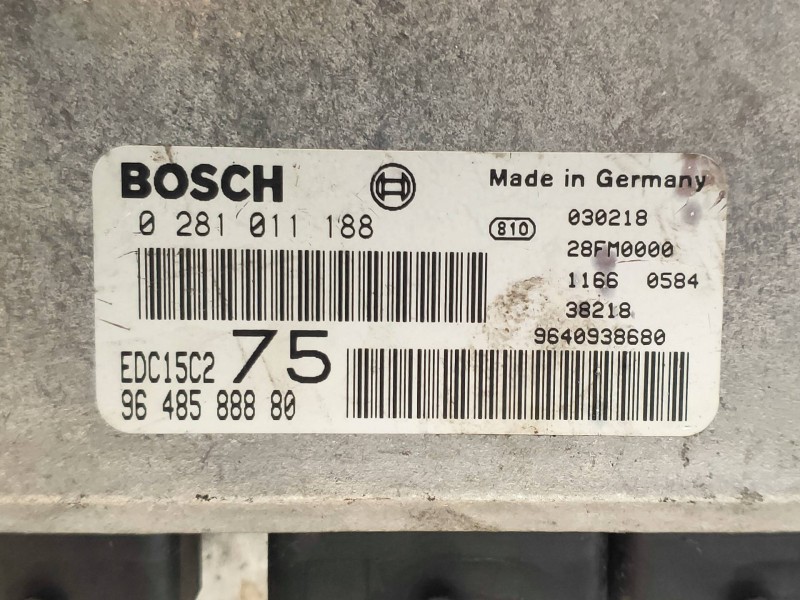 BOSCH
Made in Germany
0 281 011 188
810
030218
28FM0000
1166 0584
38218
9640938680
EDC15C2 75
96 485 888 80